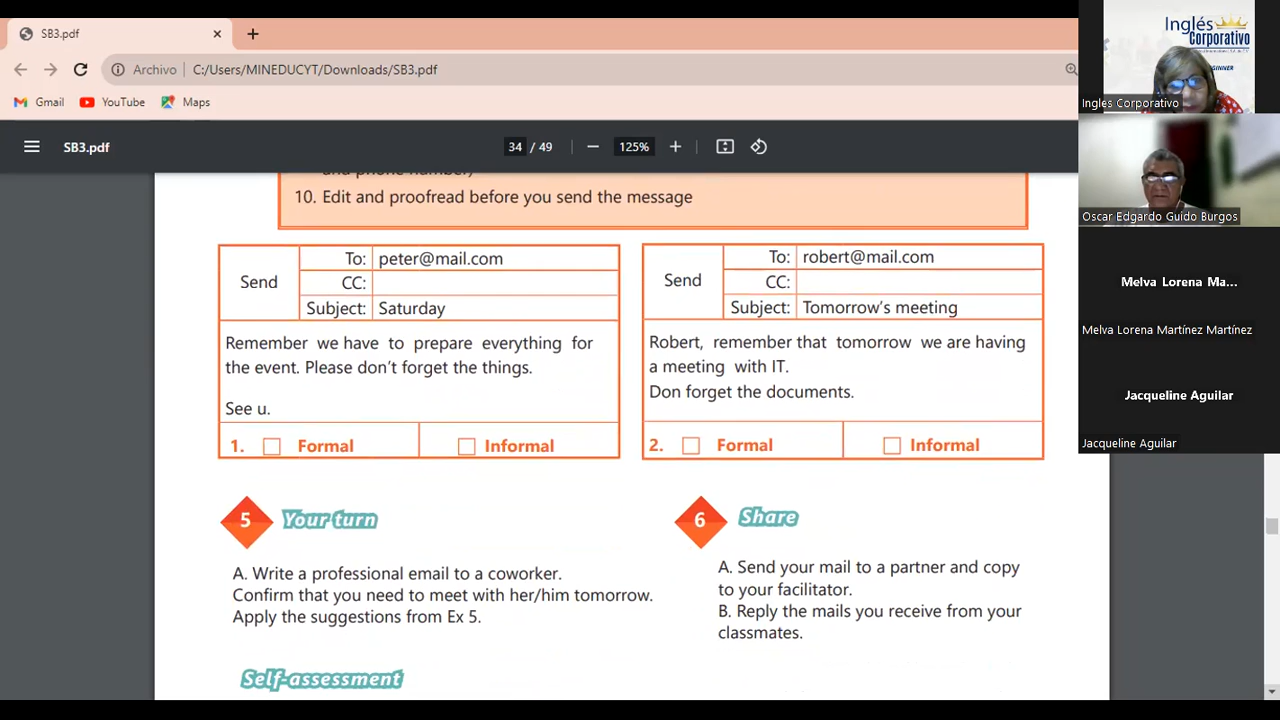 SB3.pdf
Archivo C:/Users/MINEDUCYT/Downloads/SB3.pdf
Gmail YouTube Maps
SB3.pdf 34 / 49 125%
and phone number)
10. Edit and proofread before you send the message
Send
To: peter@mail.com
CC:
Subject: Saturday
Remember we have to prepare everything for
the event. Please don't forget the things.
See u.
1. Formal Informal
Send
To: robert@mail.com
CC:
Subject: Tomorrow's meeting
Robert, remember that tomorrow we are having
a meeting with IT.
Don forget the documents.
2. Formal Informal
5 Your turn
A. Write a professional email to a coworker.
Confirm that you need to meet with her/him tomorrow.
Apply the suggestions from Ex 5.
6 Share
A. Send your mail to a partner and copy
to your facilitator.
B. Reply the mails you receive from your
classmates.
Self-assessment
Inglés
Corporativo
Inglés Corporativo
Oscar Edgardo Guido Burgos
Melva Lorena Ma...
Melva Lorena Martínez Martínez
Jacqueline Aguilar
Jacqueline Aguilar